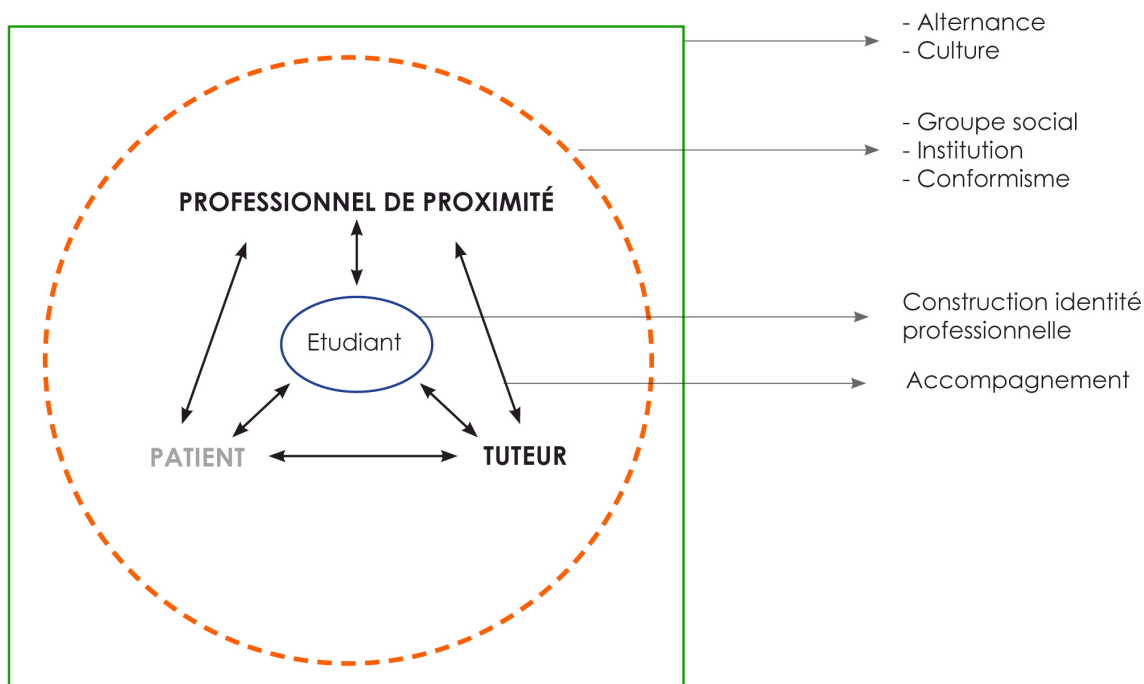 - Alternance
- Culture
- Groupe social
- Institution
- Conformisme
PROFESSIONNEL DE PROXIMITÉ
Construction identité
professionnelle
Etudiant
Accompagnement
PATIENT
TUTEUR